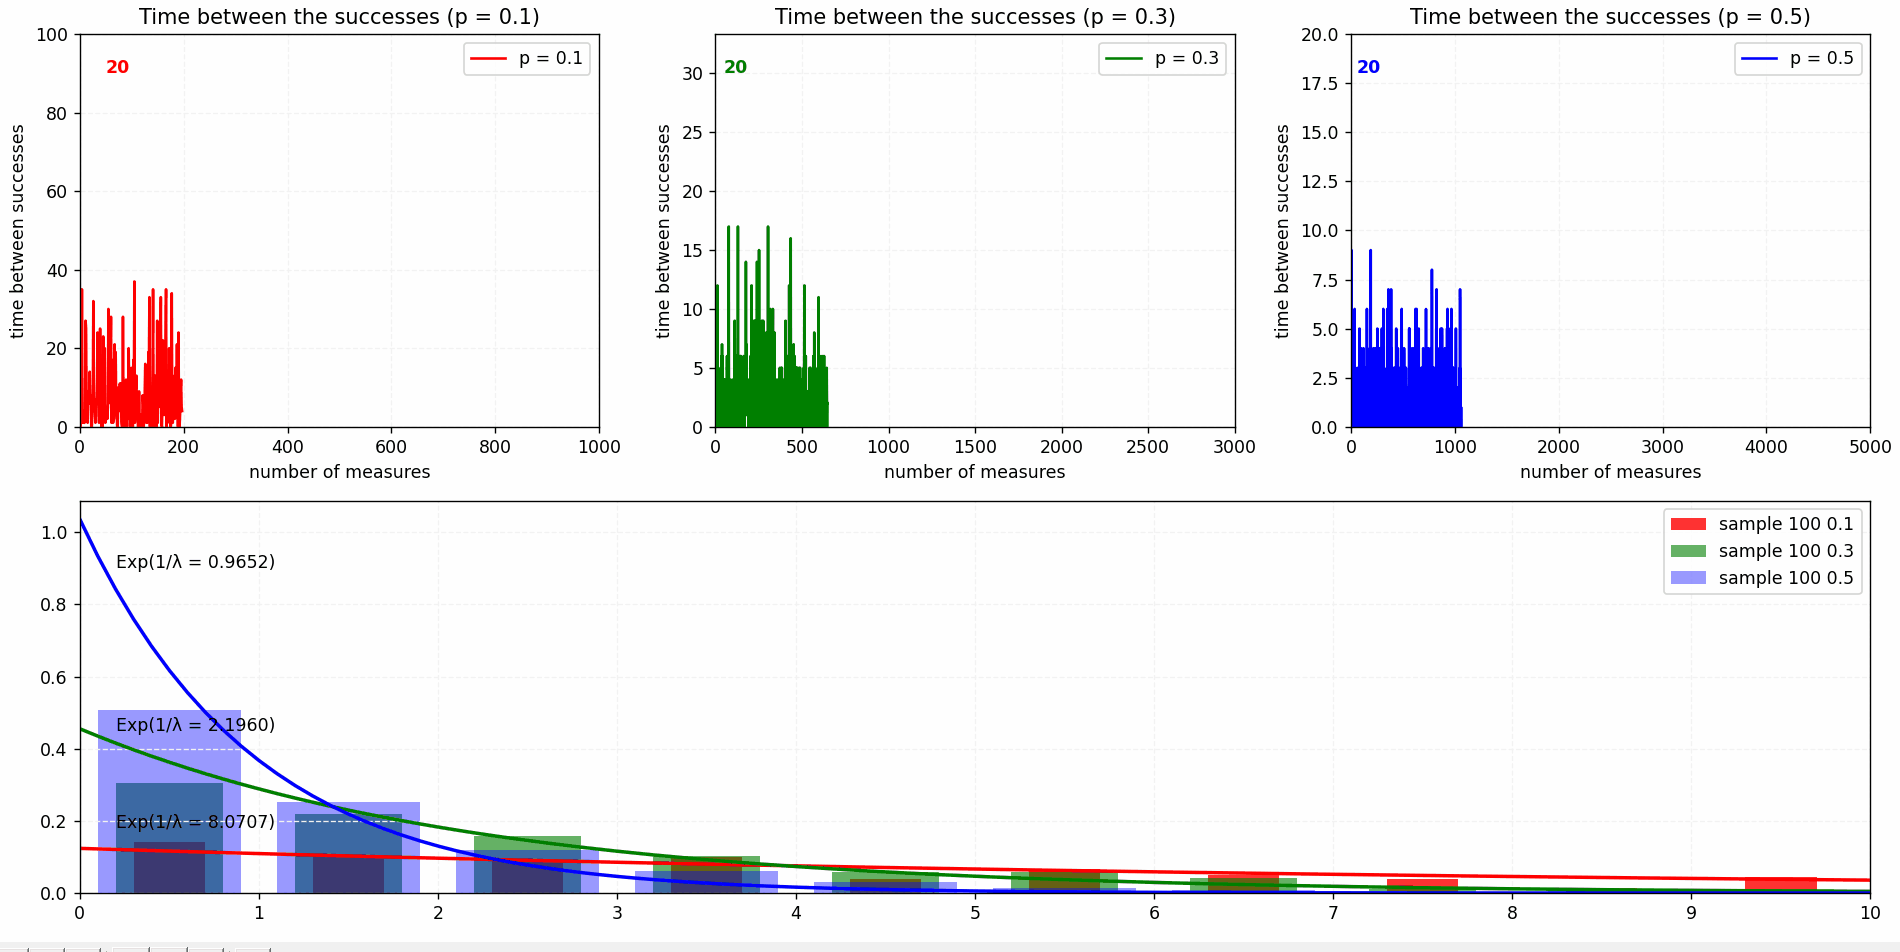 Time between the successes (p = 0.1)
100
80
60
40
20
0
time between successes
20
p = 0.1
0 200 400 600 800 1000
number of measures
Time between the successes (p = 0.3)
30
25
20
15
10
5
0
time between successes
20
p = 0.3
0 500 1000 1500 2000 2500 3000
number of measures
Time between the successes (p = 0.5)
20.0
17.5
15.0
12.5
10.0
7.5
5.0
2.5
0.0
time between successes
20
p = 0.5
0 1000 2000 3000 4000 5000
number of measures
1.0
0.8
0.6
0.4
0.2
0.0
Exp(1/λ = 0.9652)
Exp(1/λ = 2.1960)
Exp(1/λ = 8.0707)
sample 100 0.1
sample 100 0.3
sample 100 0.5
0 1 2 3 4 5 6 7 8 9 10